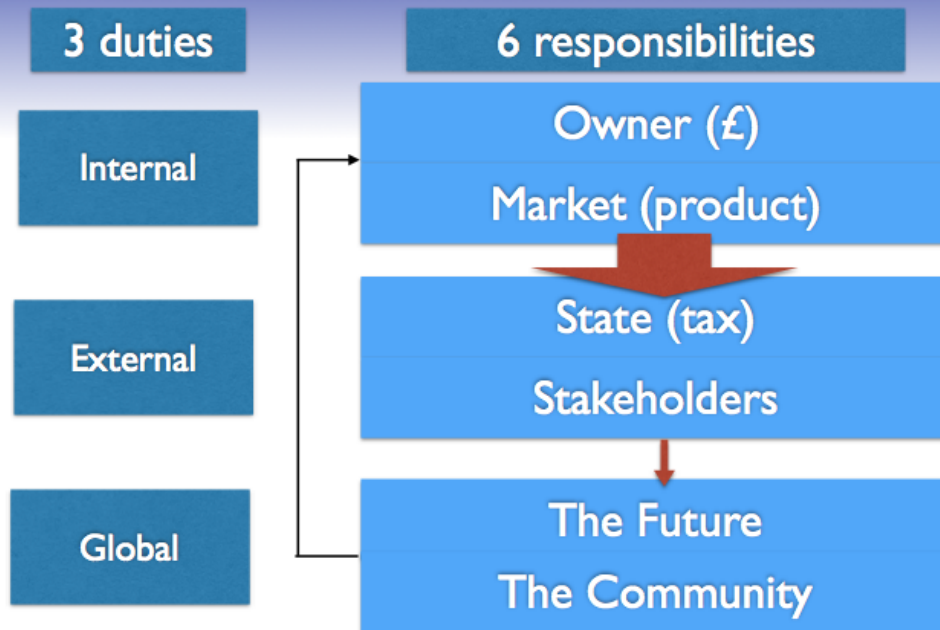 3 duties
6 responsibilities
Internal
Owner (£)
Market (product)
External
State (tax)
Stakeholders
Global
The Future
The Community